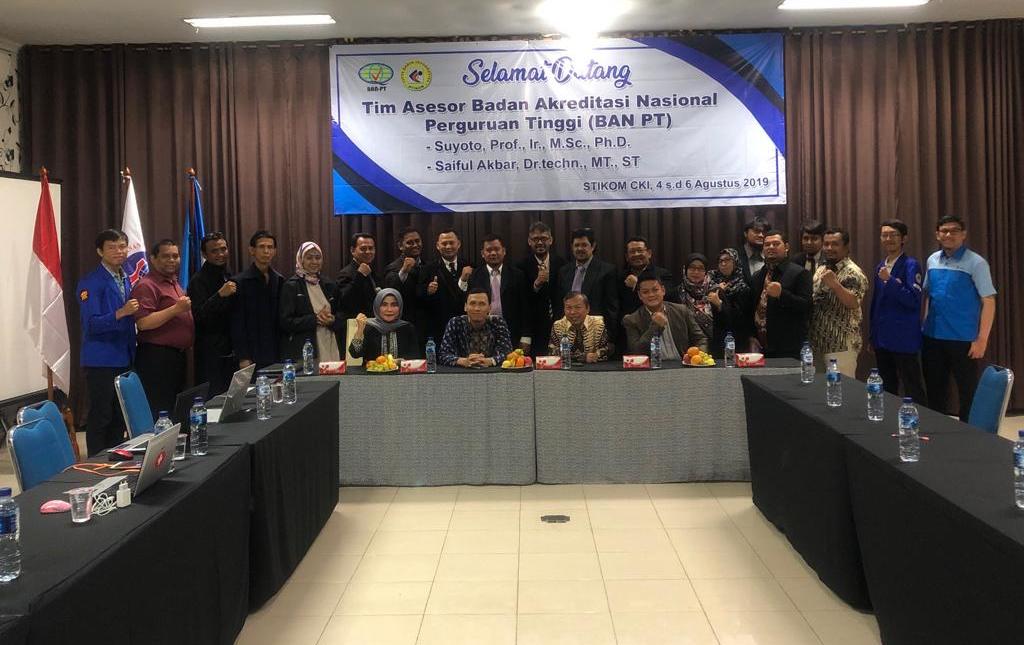 Selamat Datang
BAN-PT
Tim Asesor Badan Akreditasi Nasional
Perguruan Tinggi (BAN PT)
- Suyoto, Prof., Ir., M.Sc., Ph.D.
- Saiful Akbar, Dr.techn., MT., ST
STIKOM CKI, 4 s.d 6 Agustus 2019